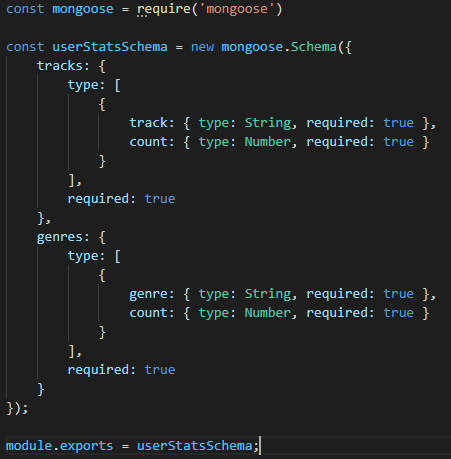 const mongoose = require('mongoose')
const userStatsSchema = new mongoose.Schema({
    tracks: {
        type: [
            {
                track: { type: String, required: true },
                count: { type: Number, required: true }
            }
        ],
        required: true
    },
    genres: {
        type: [
            {
                genre: { type: String, required: true },
                count: { type: Number, required: true }
            }
        ],
        required: true
    }
});
module.exports = userStatsSchema;